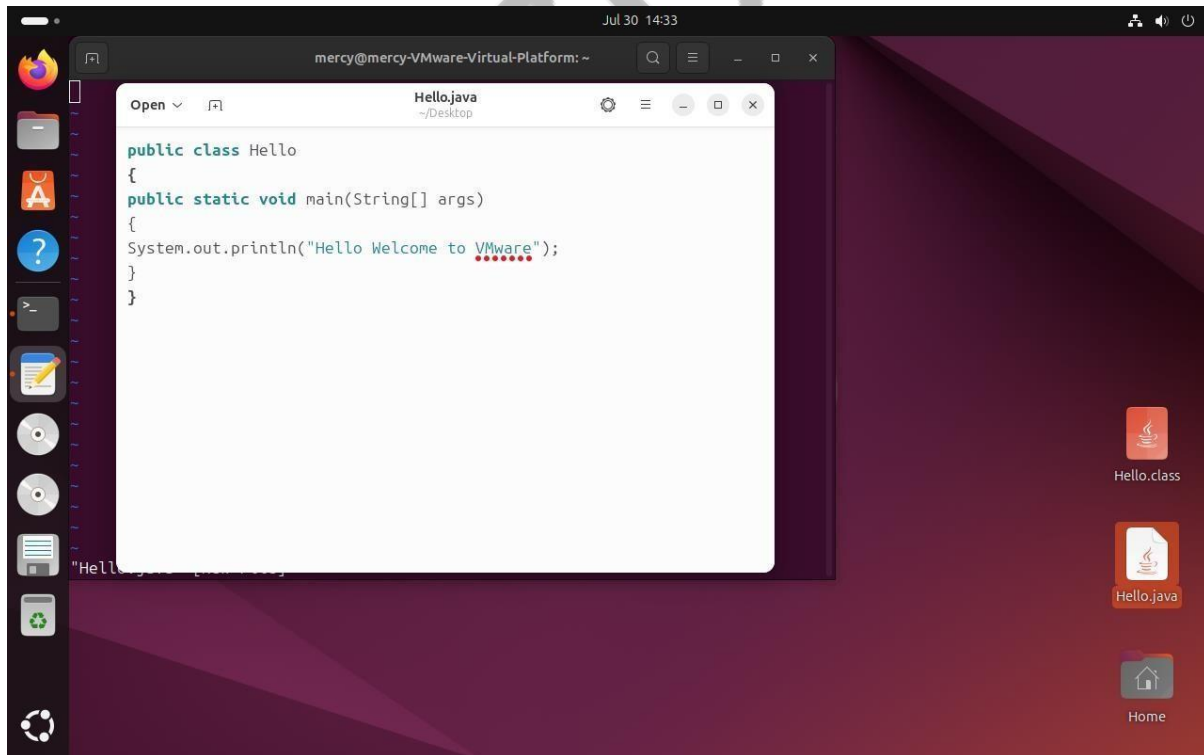 Jul 30 14:33
mercy@mercy-VMware-Virtual-Platform: ~
Open
Hello.java
~/Desktop
public class Hello
{
public static void main(String[] args)
{
System.out.println("Hello Welcome to VMware");
}
}
"Hell
Hello.class
Hello.java
Home